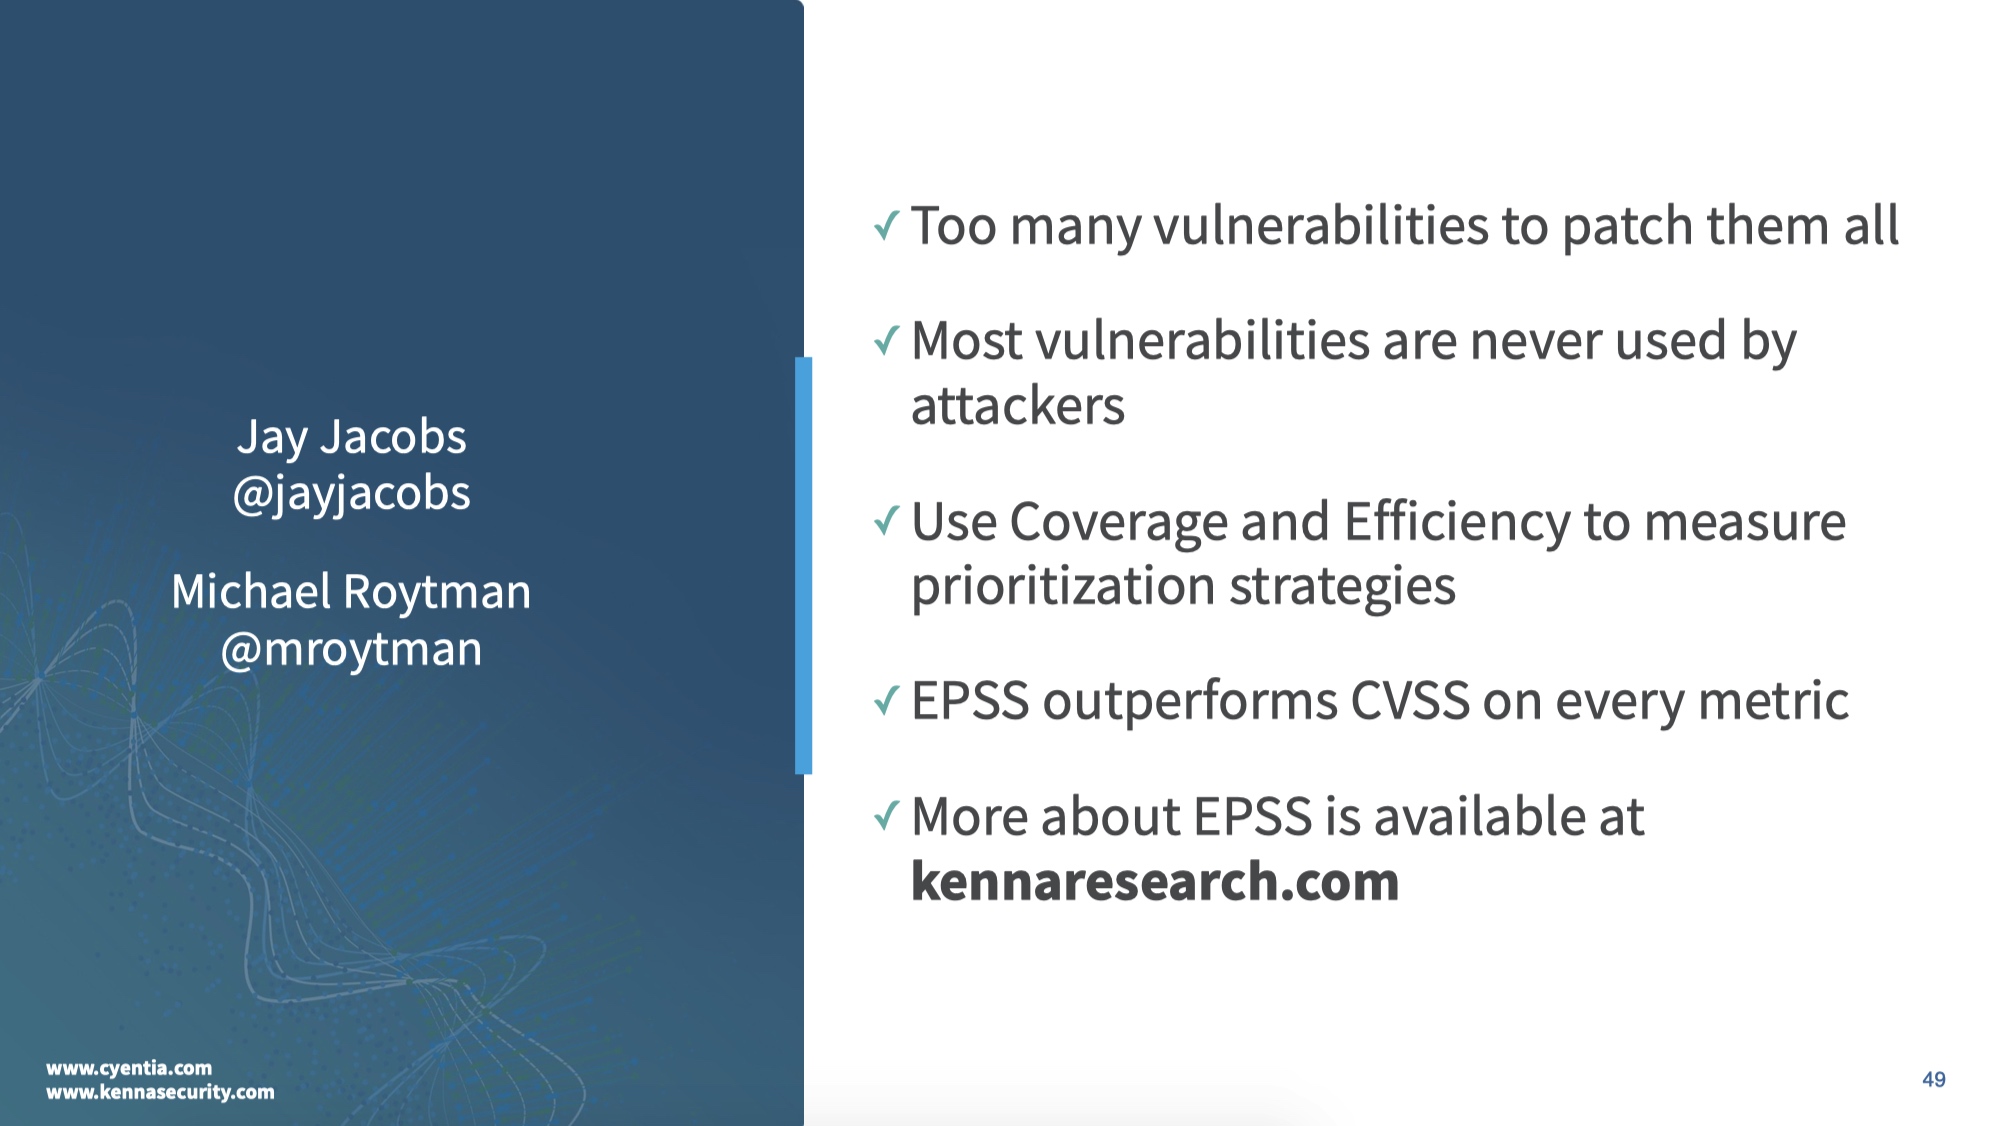 Jay Jacobs
@jayjacobs
Michael Roytman
@mroytman
www.cyentia.com
www.kennasecurity.com
✓ Too many vulnerabilities to patch them all
✓ Most vulnerabilities are never used by
attackers
✓ Use Coverage and Efficiency to measure
prioritization strategies
✓ EPSS outperforms CVSS on every metric
✓ More about EPSS is available at
kennaresearch.com
49